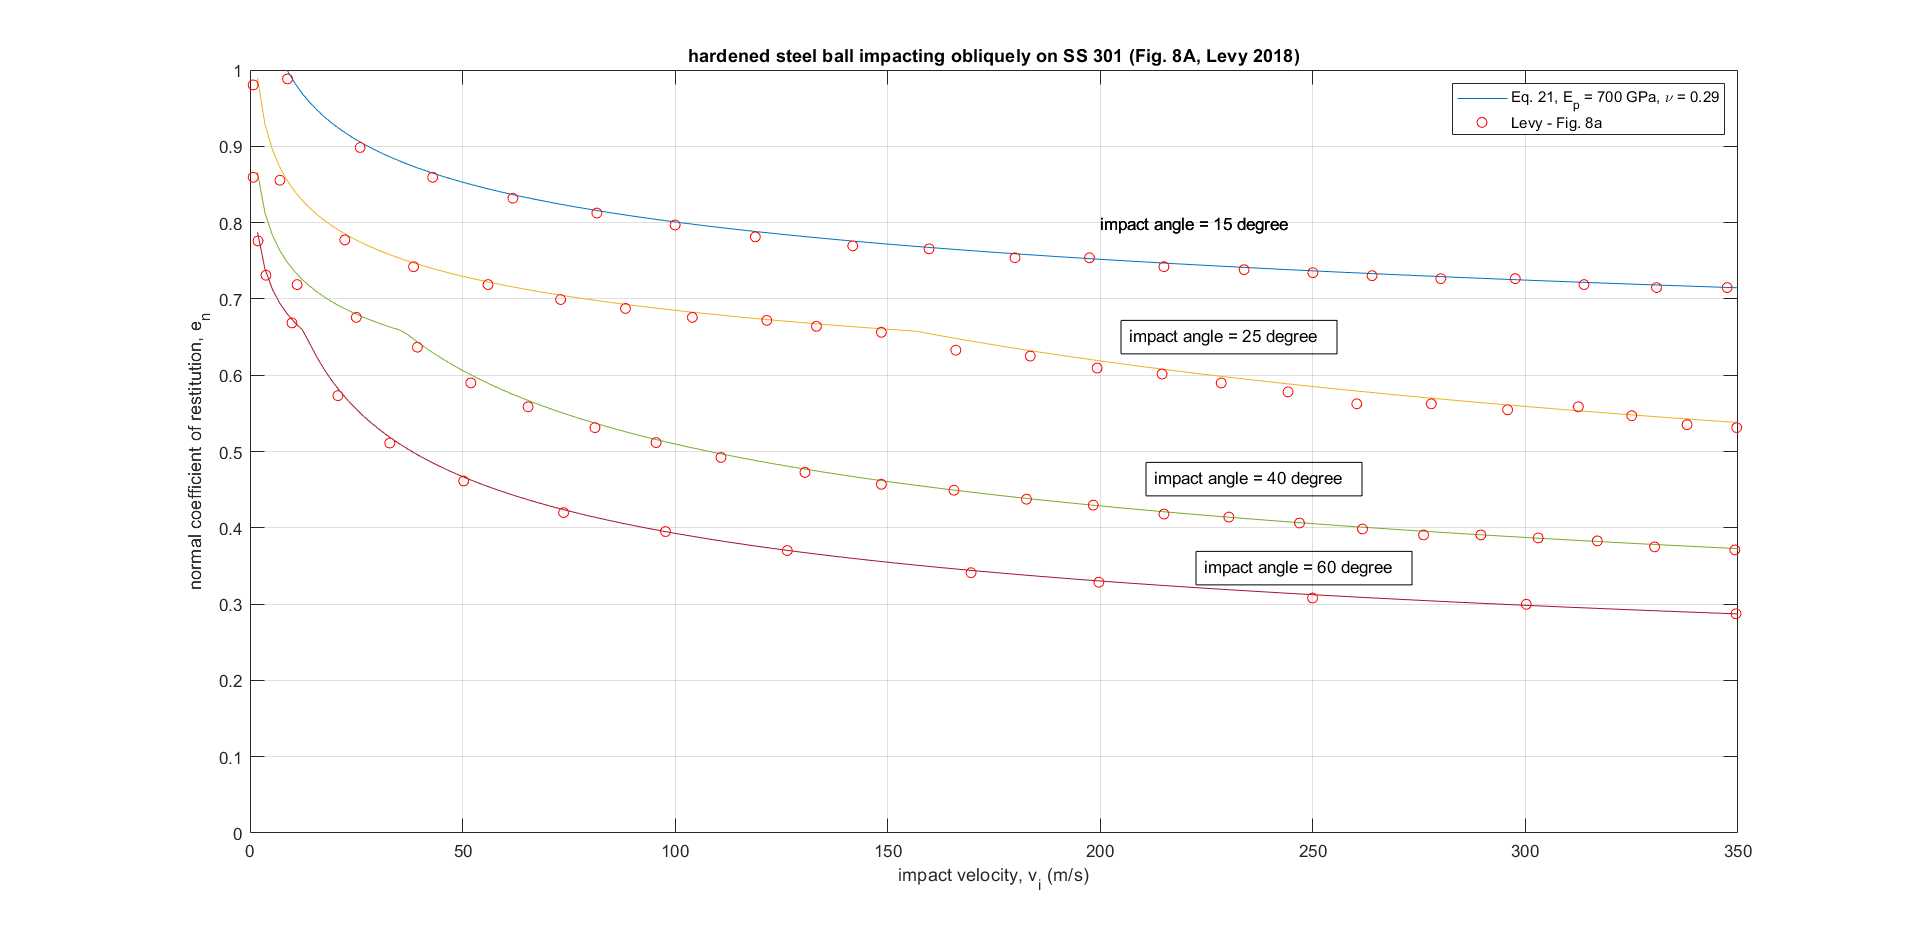 hardened steel ball impacting obliquely on SS 301 (Fig. 8A, Levy 2018)
Eq. 21, Ep = 700 GPa, ν = 0.29
Levy - Fig. 8a
normal coefficient of restitution, en
1
0.9
0.8
0.7
0.6
0.5
0.4
0.3
0.2
0.1
0
impact angle = 15 degree
impact angle = 25 degree
impact angle = 40 degree
impact angle = 60 degree
0 50 100 150 200 250 300 350
impact velocity, vi (m/s)